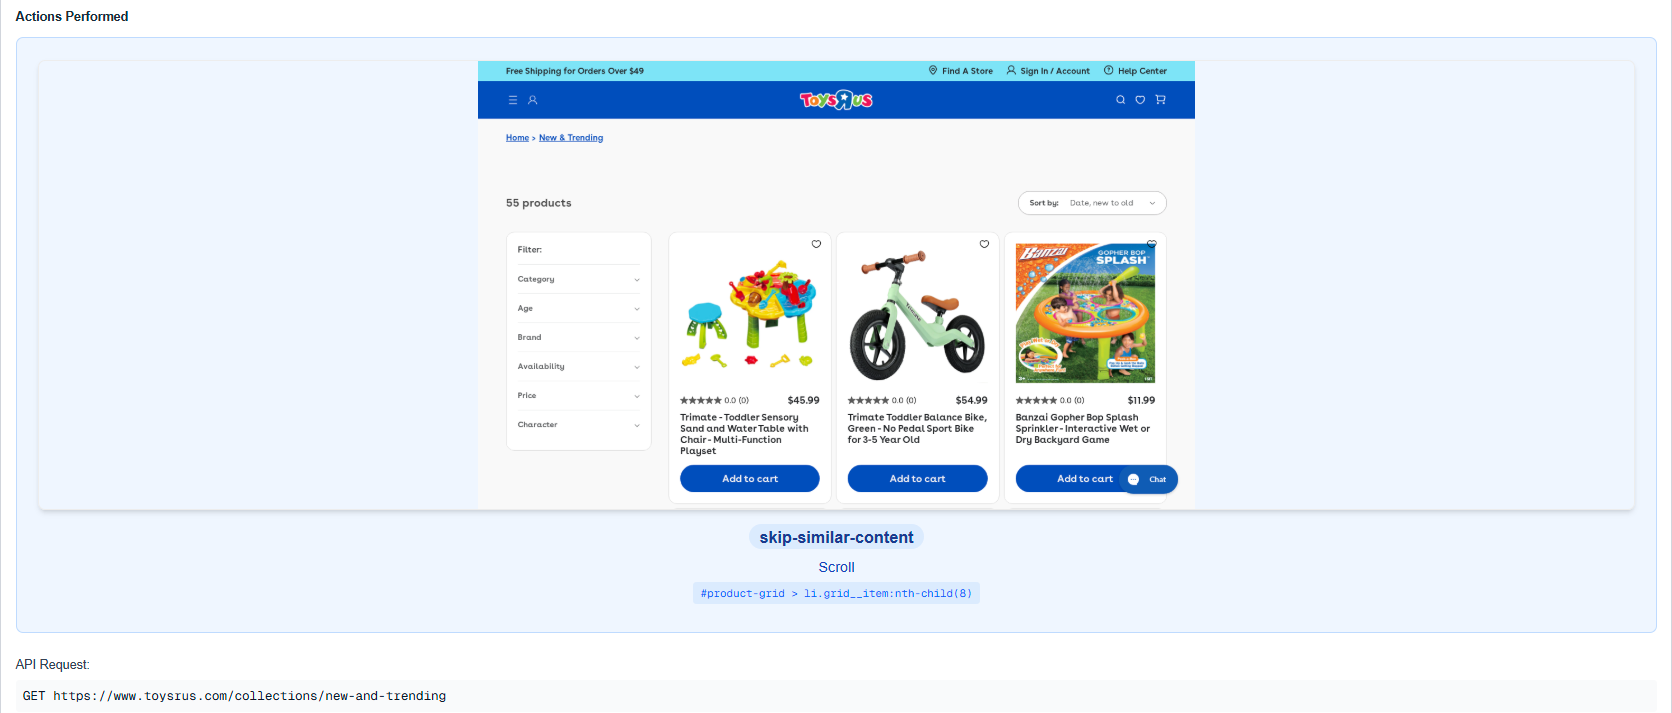 Actions Performed
Free Shipping for Orders Over $49
Find A Store
Sign In / Account
Help Center
Toys R us
Home > New & Trending
55 products
Sort by: Date, new to old
Filter:
Category
Age
Brand
Availability
Price
Character
★★★★★ 0.0 (0) $45.99
Trimate - Toddler Sensory
Sand and Water Table with
Chair - Multi-Function
Playset
Add to cart
★★★★★ 0.0 (0) $54.99
Trimate Toddler Balance Bike,
Green - No Pedal Sport Bike
for 3-5 Year Old
Add to cart
Banzai
GOPHER BOP
SPLASH
★★★★★ 0.0 (0) $11.99
Banzai Gopher Bop Splash
Sprinkler - Interactive Wet or
Dry Backyard Game
Add to cart
Chat
skip-similar-content
Scroll
#product-grid > li.grid__item:nth-child(8)
API Request:
GET https://www.toysrus.com/collections/new-and-trending